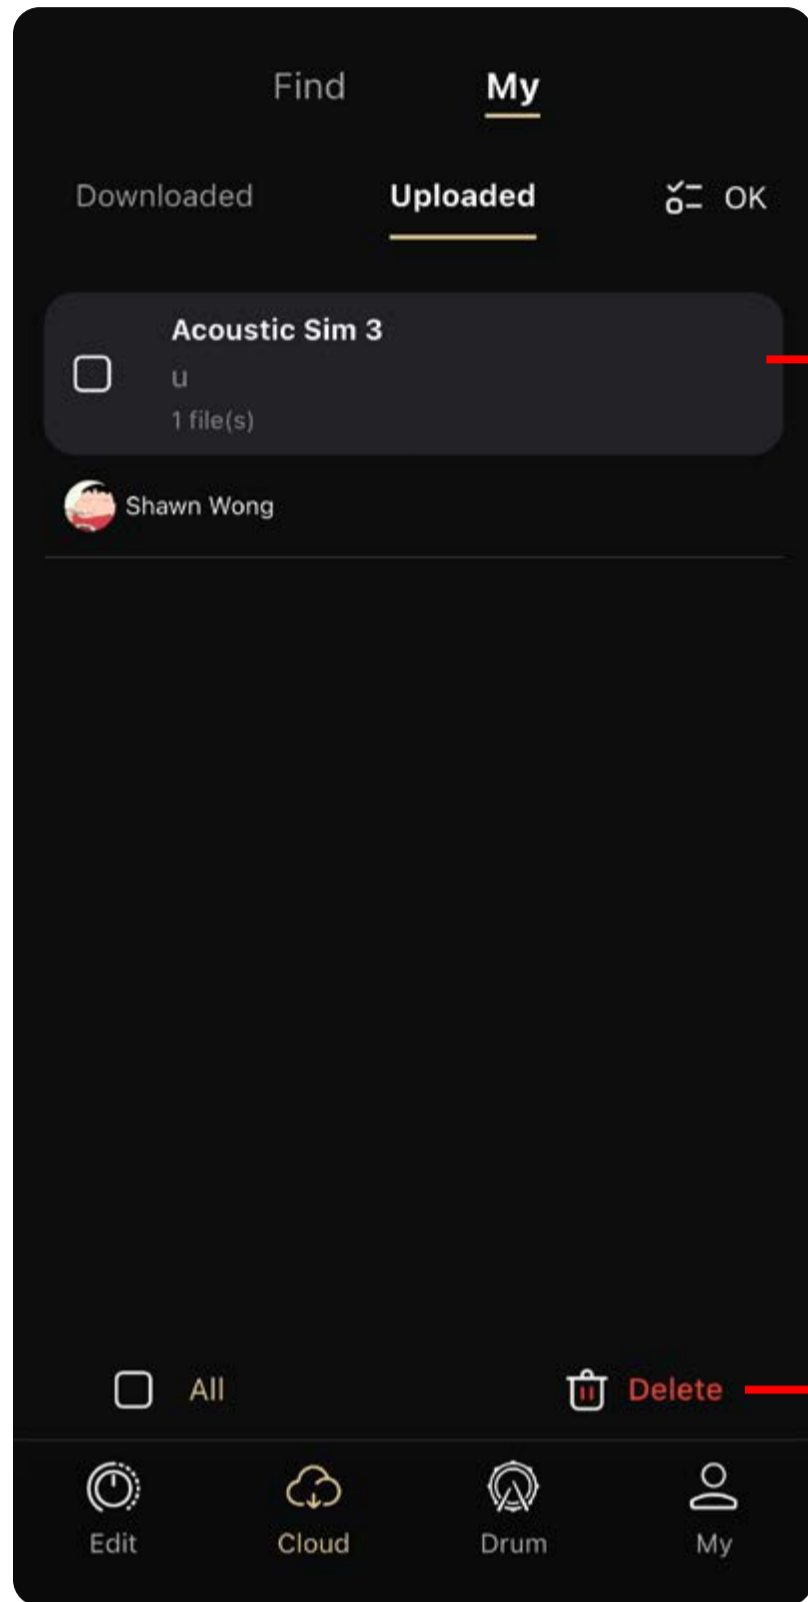 Find My
Downloaded Uploaded OK
Acoustic Sim 3
u
1 file(s)
Shawn Wong
All Delete
Edit Cloud Drum My